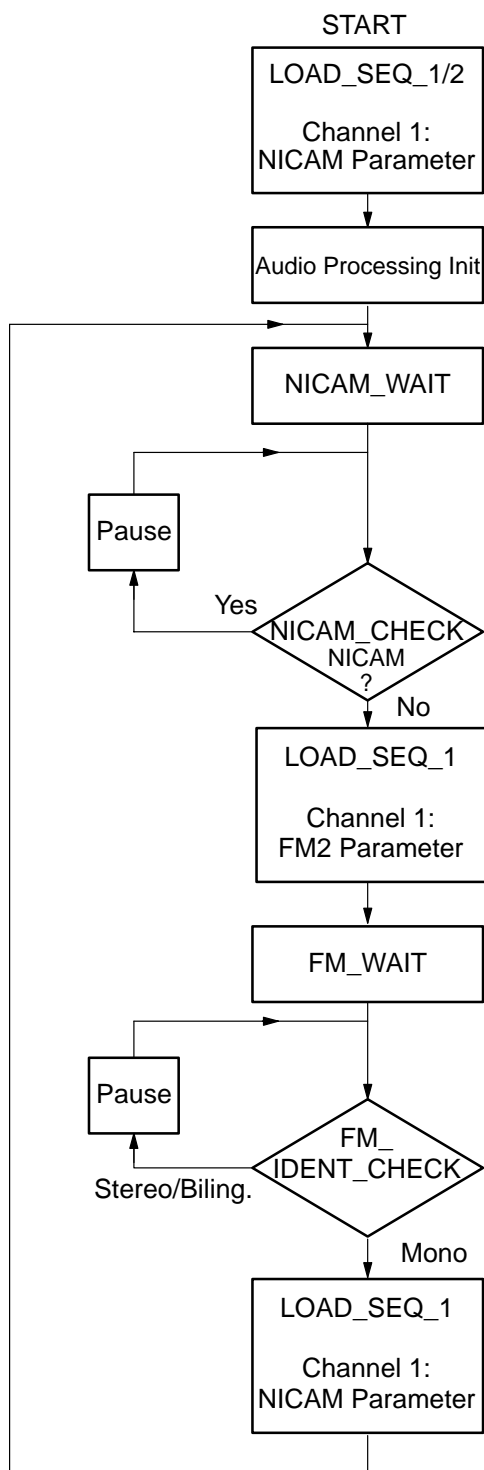 START
LOAD_SEQ_1/2
Channel 1:
NICAM Parameter
Audio Processing Init
NICAM_WAIT
Pause
Yes
NICAM_CHECK
NICAM
?
No
LOAD_SEQ_1
Channel 1:
FM2 Parameter
FM_WAIT
Pause
FM_
IDENT_CHECK
Stereo/Biling.
Mono
LOAD_SEQ_1
Channel 1:
NICAM Parameter